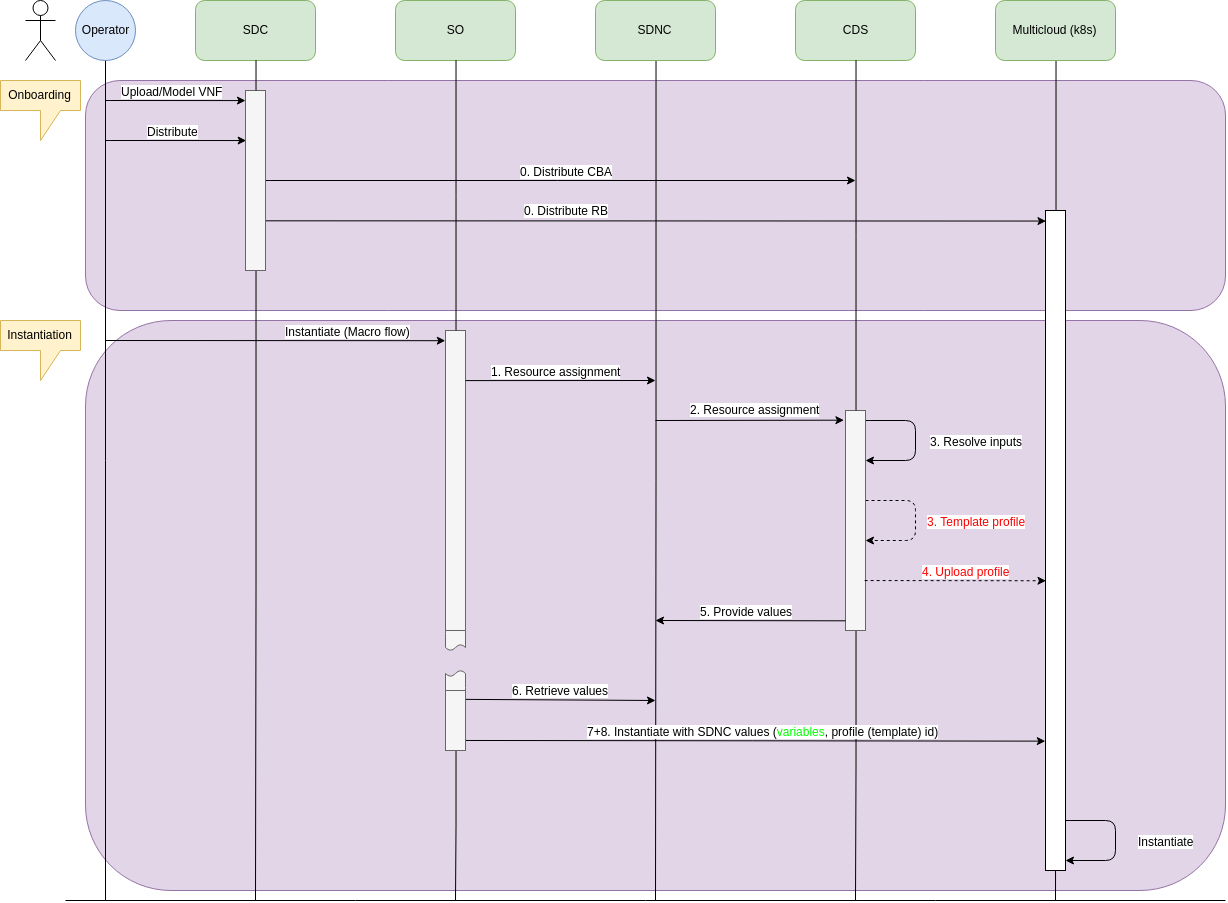 Operator
SDC
SO
SDNC
CDS
Multicloud (k8s)
Onboarding
Upload/Model VNF
Distribute
0. Distribute CBA
0. Distribute RB
Instantiation
Instantiate (Macro flow)
1. Resource assignment
2. Resource assignment
3. Resolve inputs
3. Template profile
4. Upload profile
5. Provide values
6. Retrieve values
7+8. Instantiate with SDNC values (variables, profile (template) id)
Instantiate